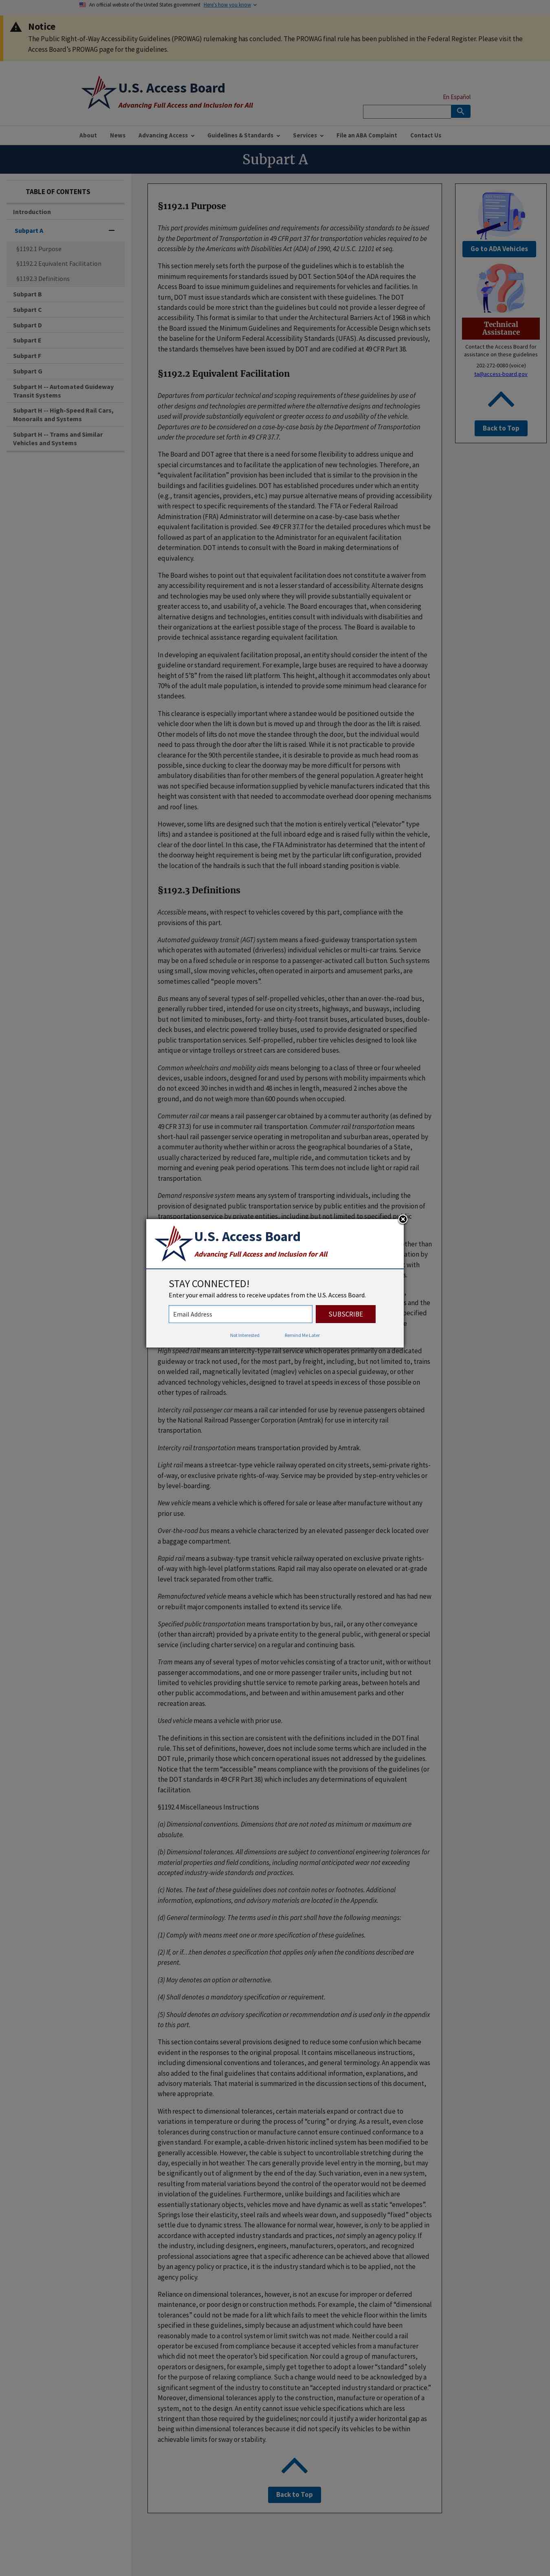 An official website of the United States government Here's how you know
Notice
The Public Right-of-Way Accessibility Guidelines (PROWAG) rulemaking has concluded. The PROWAG final rule has been published in the Federal Register. Please visit the
Access Board's PROWAG page for the guidelines.
U.S. Access Board
Advancing Full Access and Inclusion for All
En Español
About News Advancing Access Guidelines & Standards Services File an ABA Complaint Contact Us
Subpart A
TABLE OF CONTENTS
Introduction
Subpart A
§1192.1 Purpose
§1192.2 Equivalent Facilitation
§1192.3 Definitions
Subpart B
Subpart C
Subpart D
Subpart E
Subpart F
Subpart G
Subpart H -- Automated Guideway
Transit Systems
Subpart H -- High-Speed Rail Cars,
Monorails and Systems
Subpart H -- Trams and Similar
Vehicles and Systems
§1192.1 Purpose
This part provides minimum guidelines and requirements for accessibility standards to be issued
by the Department of Transportation in 49 CFR part 37 for transportation vehicles required to be
accessible by the Americans with Disabilities Act (ADA) of 1990, 42 U.S.C. 12101 et seq.
This section merely sets forth the purpose of the guidelines which is to establish the
minimum requirements for standards issued by DOT. Section 504 of the ADA requires the
Access Board to issues minimum guidelines for transportation vehicles and facilities.
In turn, DOT must issue standards which are consistent with the guidelines. The DOT
standards could be more strict than the guidelines but could not provide a lesser level of
accessibility. This format is similar to that under the Architectural Barriers Act of 1968 in which
the Board issued the Minimum Guidelines and Requirements for Accessible Design which sets
the baseline for the Uniform Federal Accessibility Standards (UFAS). As discussed previously,
the standards themselves have been issued by DOT and are codified at 49 CFR Part 38.
§1192.2 Equivalent Facilitation
Departures from particular technical and scoping requirements of these guidelines by use
of other designs and technologies are permitted where the alternative designs and technologies
used will provide substantially equivalent or greater access to and usability of the vehicle.
Departures are to be considered on a case-by-case basis by the Department of Transportation
under the procedure set forth in 49 CFR 37.7.
The Board and DOT agree that there is a need for some flexibility to address unique and
special circumstances and to facilitate the application of new technologies. Therefore, an
"equivalent facilitation" provision has been included that is similar to the provision in the
buildings and facilities guidelines. DOT has established procedures under which an entity
(e.g., transit agencies, providers, etc.) may pursue alternative means of providing accessibility
with respect to specific requirements of the standard. The FTA or Federal Railroad
Administration (FRA) Administrator will determine on a case-by-case basis whether
equivalent facilitation is provided. See 49 CFR 37.7 for the detailed procedures which must be
followed to obtain an Administrator's determination for an equivalent facilitation
determination. DOT is to consult with the Board in making determinations of
equivalency.
The Board wishes to point out that equivalent facilitation does not constitute a waiver from
any accessibility requirement and is not a lesser standard of accessibility. Alternate designs
and technologies may be used only where they will provide substantially equivalent or
greater access to, and usability of, a vehicle. The Board encourages that, when considering
alternative designs and technologies, entities consult with individuals with disabilities and
their organizations at the earliest possible stage of the process. The Board is available to
provide technical assistance regarding equivalent facilitation.
In developing an equivalent facilitation proposal, an entity should consider the intent of the
guideline or standard requirement. For example, large buses are required to have a doorway
height of 5'8" from the raised lift platform. This height, although it accommodates only about
70% of the adult male population, is intended to provide some minimum head clearance for
standees.
This clearance is especially important where a standee would be positioned outside the
vehicle door when the lift is down but is moved up and through the door as the lift is raised.
Other models of lifts do not move the standee through the door, but the individual would
need to pass through the door after the lift is raised. While it is not practicable to provide
clearance for the 90th percentile standee, it is desirable to provide as much head room as
possible, since ducking to clear the doorway may be more difficult for persons with
ambulatory disabilities than for other members of the general population. A greater height
was not specified because information supplied by vehicle manufacturers indicated that this
height was consistent with that needed to accommodate overhead door opening mechanisms
and roof lines.
However, some lifts are designed such that the motion is entirely vertical ("elevator" type
lifts) and a standee is positioned at the full inboard edge and is raised fully within the vehicle,
clear of the door lintel. In this case, the FTA Administrator has determined that the intent of
the doorway height requirement is being met by the particular lift configuration, provided
the location of the handrails is such that the full inboard standing position is viable.
§1192.3 Definitions
Accessible means, with respect to vehicles covered by this part, compliance with the
provisions of this part.
Automated guideway transit (AGT) system means a fixed-guideway transportation system
which operates with automated (driverless) individual vehicles or multi-car trains. Service
may be on a fixed schedule or in response to a passenger-activated call button. Such systems
using small, slow moving vehicles, often operated in airports and amusement parks, are
sometimes called "people movers".
Bus means any of several types of self-propelled vehicles, other than an over-the-road bus,
generally rubber tired, intended for use on city streets, highways, and busways, including
but not limited to minibuses, forty- and thirty-foot transit buses, articulated buses, double-
deck buses, and electric powered trolley buses, used to provide designated or specified
public transportation services. Self-propelled, rubber tire vehicles designed to look like
antique or vintage trolleys or street cars are considered buses.
Common wheelchairs and mobility aids means belonging to a class of three or four wheeled
devices, usable indoors, designed for and used by persons with mobility impairments which
do not exceed 30 inches in width and 48 inches in length, measured 2 inches above the
ground, and do not weigh more than 600 pounds when occupied.
Commuter rail car means a rail passenger car obtained by a commuter authority (as defined by
49 CFR 37.3) for use in commuter rail transportation. Commuter rail transportation means
short-haul rail passenger service operating in metropolitan and suburban areas, operated by
a commuter authority whether within or across the geographical boundaries of a State,
usually characterized by reduced fare, multiple ride, and commutation tickets and by
morning and evening peak period operations. This term does not include light or rapid rail
transportation.
Demand responsive system means any system of transporting individuals, including the
provision of designated public transportation service by public entities and the provision of
transportation service by private entities, including but not limited to specified public
U.S. Access Board
Advancing Full Access and Inclusion for All
STAY CONNECTED!
Enter your email address to receive updates from the U.S. Access Board.
Email Address
SUBSCRIBE
Not Interested Remind Me Later
High speed rail means an intercity-type rail service which operates primarily on a dedicated
guideway or track not used, for the most part, by freight, including, but not limited to, trains
on welded rail, magnetically levitated (maglev) vehicles on a special guideway, or other
advanced technology vehicles, designed to travel at speeds in excess of those possible on
other types of railroads.
Intercity rail passenger car means a rail car intended for use by revenue passengers obtained
by the National Railroad Passenger Corporation (Amtrak) for use in intercity rail
transportation.
Intercity rail transportation means transportation provided by Amtrak.
Light rail means a streetcar-type vehicle railway operated on city streets, semi-private rights-
of-way, or exclusive private rights-of-way. Service may be provided by step-entry vehicles or
by level-boarding.
New vehicle means a vehicle which is offered for sale or lease after manufacture without any
prior use.
Over-the-road bus means a vehicle characterized by an elevated passenger deck located over
a baggage compartment.
Rapid rail means a subway-type transit vehicle railway operated on exclusive private rights-
of-way with high-level platform stations. Rapid rail may also operate on elevated or at-grade
level track separated from other traffic.
Remanufactured vehicle means a vehicle which has been structurally restored and has had new
or rebuilt major components installed to extend its service life.
Specified public transportation means transportation by bus, rail, or any other conveyance
(other than aircraft) provided by a private entity to the general public, with general or special
service (including charter service) on a regular and continuing basis.
Tram means any of several types of motor vehicles consisting of a tractor unit, with or without
passenger accommodations, and one or more passenger trailer units, including but not
limited to vehicles providing shuttle service to remote parking areas, between hotels and
other public accommodations, and between and within amusement parks and other
recreation areas.
Used vehicle means a vehicle with prior use.
The definitions in this section are consistent with the definitions included in the DOT final
rule. This set of definitions, however, does not include some which are included in the
DOT rule, primarily those which concern operational issues not addressed by the guidelines.
Notice that the term "accessible" means compliance with the provisions of the guidelines (or
the DOT standards in 49 CFR Part 38) which includes any determinations of equivalent
facilitation.
§1192.4 Miscellaneous Instructions
(a) Dimensional conventions. Dimensions that are not noted as minimum or maximum are
absolute.
(b) Dimensional tolerances. All dimensions are subject to conventional engineering tolerances for
material properties and field conditions, including normal anticipated wear not exceeding
accepted industry-wide standards and practices.
(c) Notes. The text of these guidelines does not contain notes or footnotes. Additional
information, explanations, and advisory materials are located in the Appendix.
(d) General terminology. The terms used in this part shall have the following meanings:
(1) Comply with means meet one or more specification of these guidelines.
(2) If, or if...then denotes a specification that applies only when the conditions described are
present.
(3) May denotes an option or alternative.
(4) Shall denotes a mandatory specification or requirement.
(5) Should denotes an advisory specification or recommendation and is used only in the appendix
to this part.
This section contains several provisions designed to reduce some confusion which became
evident in the responses to the original proposal. It contains miscellaneous instructions,
including dimensional conventions and tolerances, and general terminology. An appendix was
also added to the final guidelines that contains additional information, explanations, and
advisory materials. That material is summarized in the discussion sections of this document,
where appropriate.
With respect to dimensional tolerances, certain materials expand or contract due to
variations in temperature or during the process of "curing" or drying. As a result, even close
tolerances during construction or manufacture cannot ensure continued conformance to a
given standard. For example, a cable-driven historic inclined system has been modified to be
generally accessible. However, the cable is subject to uncontrollable stretching during the
day, especially in hot weather. The cars generally provide level entry in the morning, but may
be significantly out of alignment by the end of the day. Such variation, even in a new system,
resulting from material variations beyond the control of the operator would not be deemed
in violation of the guidelines. Furthermore, unlike buildings and facilities which are
essentially stationary objects, vehicles move and have dynamic as well as static "envelopes".
Springs lose their elasticity, steel rails and wheels wear down, and supposedly "fixed" objects
settle due to dynamic stress. The allowance for normal wear, however, is only to be applied in
accordance with accepted industry standards and practices, not simply an agency policy. If
the industry, including designers, engineers, manufacturers, operators, and recognized
professional associations agree that a specific adherence can be achieved above that allowed
by an agency policy or practice, it is the industry standard which is to be applied, not the
agency policy.
Reliance on dimensional tolerances, however, is not an excuse for improper or deferred
maintenance, or poor design or construction methods. For example, the claim of "dimensional
tolerances" could not be made for a lift which fails to meet the vehicle floor within the limits
specified in these guidelines, simply because an adjustment which could have been
reasonably made to a control system or limit switch was not made. Neither could a rail
operator be excused from compliance because it accepted vehicles from a manufacturer
which did not meet the operator's bid specification. Nor could a group of manufacturers,
operators or designers, for example, simply get together to adopt a lower "standard" solely
for the purpose of relaxing compliance. Such a change would need to be acknowledged by a
significant segment of the industry to constitute an "accepted industry standard or practice."
Moreover, dimensional tolerances apply to the construction, manufacture or operation of a
system, not to the design. An entity cannot issue vehicle specifications which are less
stringent than those required by the guidelines; nor could it justify a wider horizontal gap as
being within dimensional tolerances because it did not specify its vehicles to be within
achievable limits for sway or stability.
Back to Top
Go to ADA Vehicles
Technical
Assistance
Contact the Access Board for
assistance on these guidelines
202-272-0080 (voice)
ta@access-board.gov
Back to Top